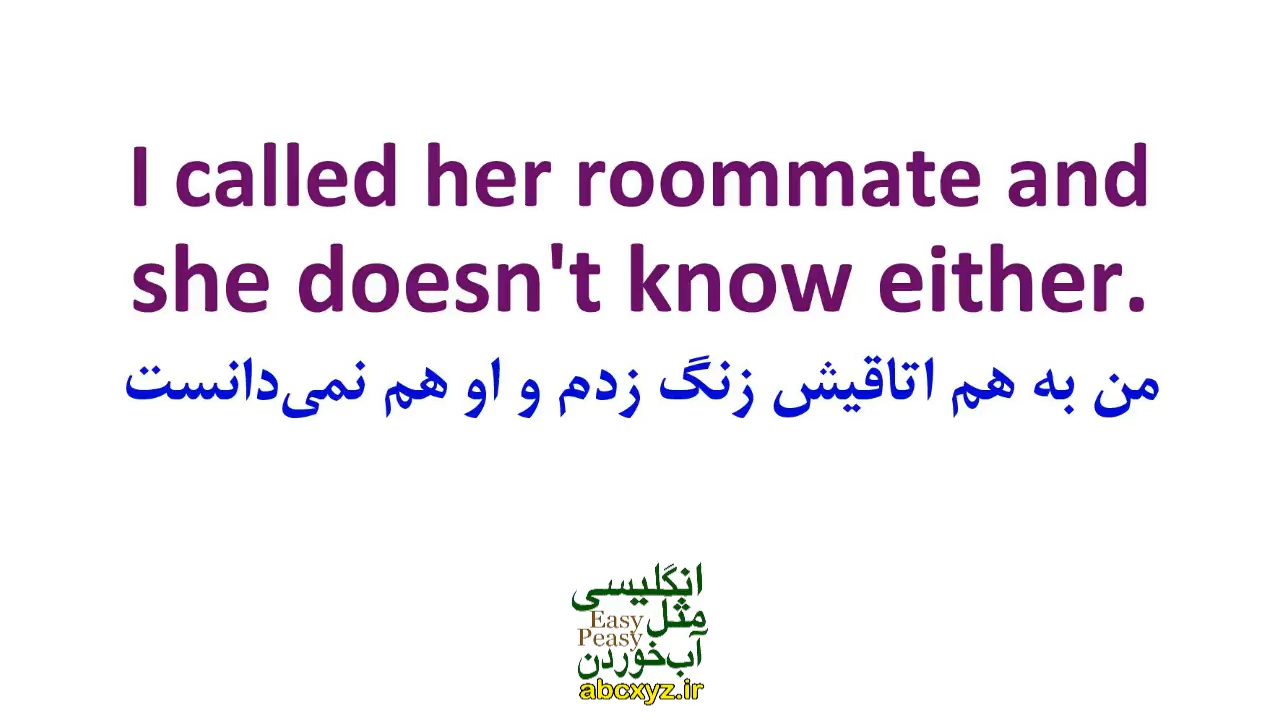 I called her roommate and
she doesn't know either.
من به هم اتاقیش زنگ زدم و او هم نمی‌دانست
انگلیسی
مثل
Easy
Peasy
آب‌خوردن
abcxyz.ir